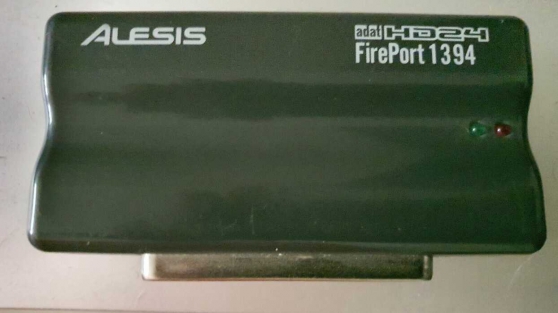 ALESIS
adat HD24
FirePort 1394